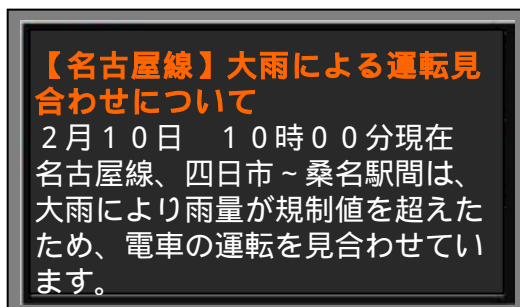 【名古屋線】大雨による運転見
合わせについて
２月１０日　１０時００分現在
名古屋線、四日市～桑名駅間は、
大雨により雨量が規制値を超えた
ため、電車の運転を見合わせてい
ます。